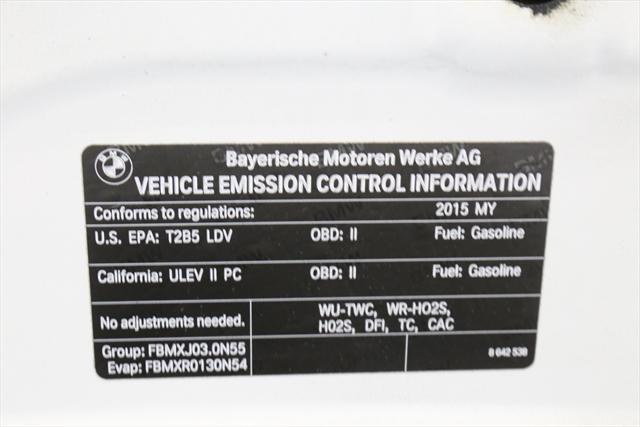 BMW
Bayerische Motoren Werke AG
VEHICLE EMISSION CONTROL INFORMATION
Conforms to regulations: 2015 MY
U.S. EPA: T2B5 LDV OBD: II Fuel: Gasoline
California: ULEV II PC OBD: II Fuel: Gasoline
No adjustments needed.
WU-TWC, WR-HO2S,
HO2S, DFI, TC, CAC
Group: FBMXJ03.0N55
Evap: FBMXR0130N54
8 642 538